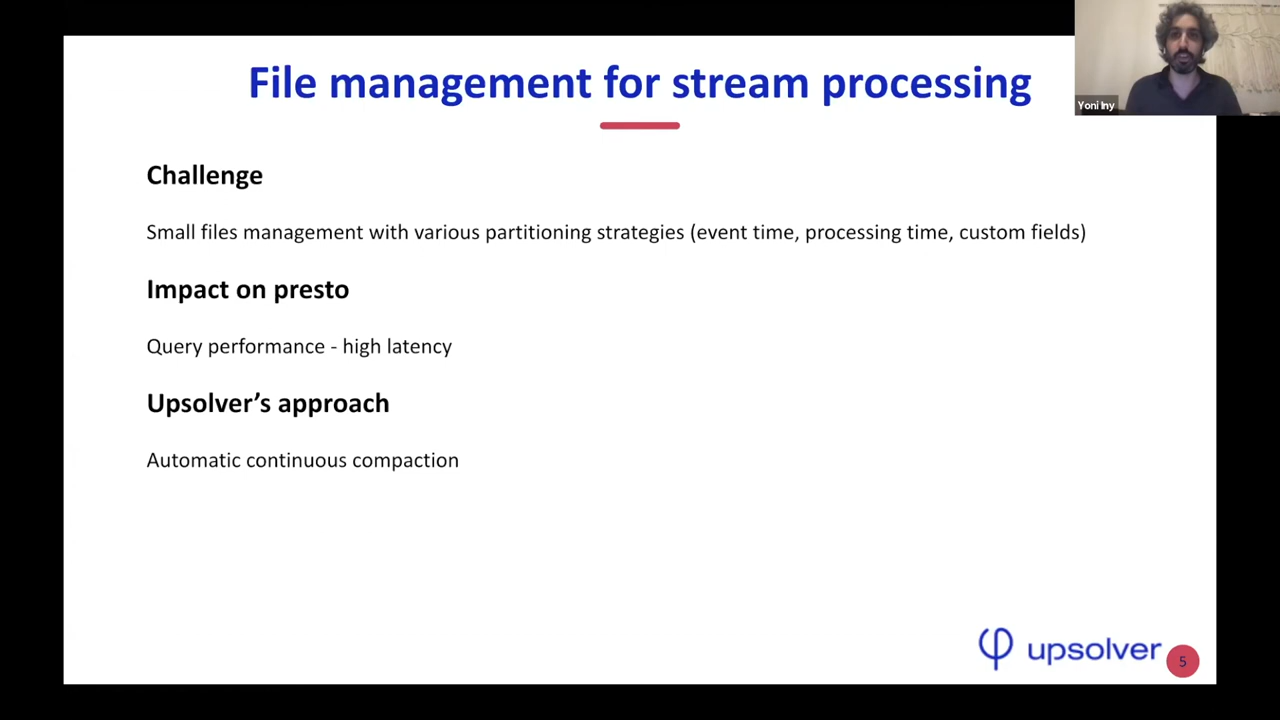 File management for stream processing
Yoni Iny
Challenge
Small files management with various partitioning strategies (event time, processing time, custom fields)
Impact on presto
Query performance - high latency
Upsolver’s approach
Automatic continuous compaction
upsolver
5